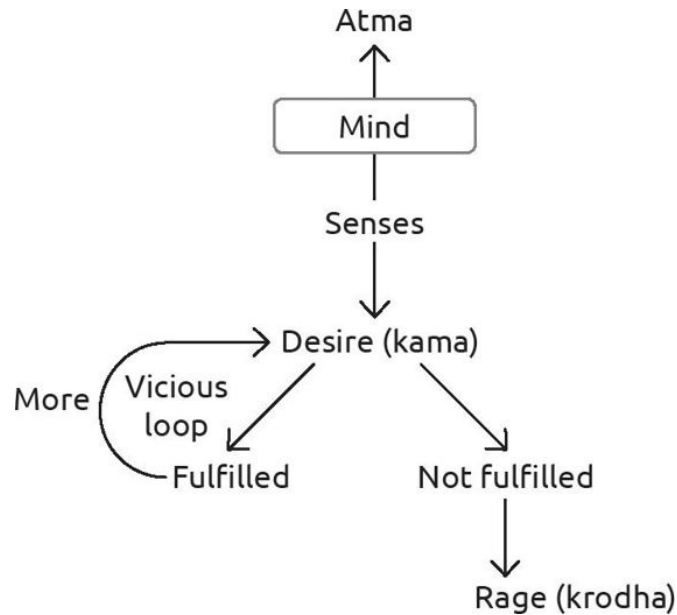 Atma
Mind
Senses
Desire (kama)
More
Vicious
loop
Fulfilled
Not fulfilled
Rage (krodha)